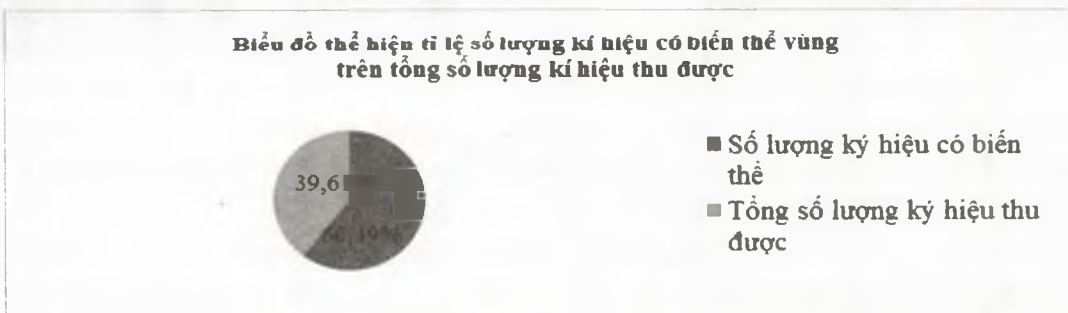 Biểu đồ thể hiện tỉ lệ số lượng kí hiệu có biến thể vùng
trên tổng số lượng kí hiệu thu được
39,6
Số lượng ký hiệu có biến
thể
Tổng số lượng ký hiệu thu
được